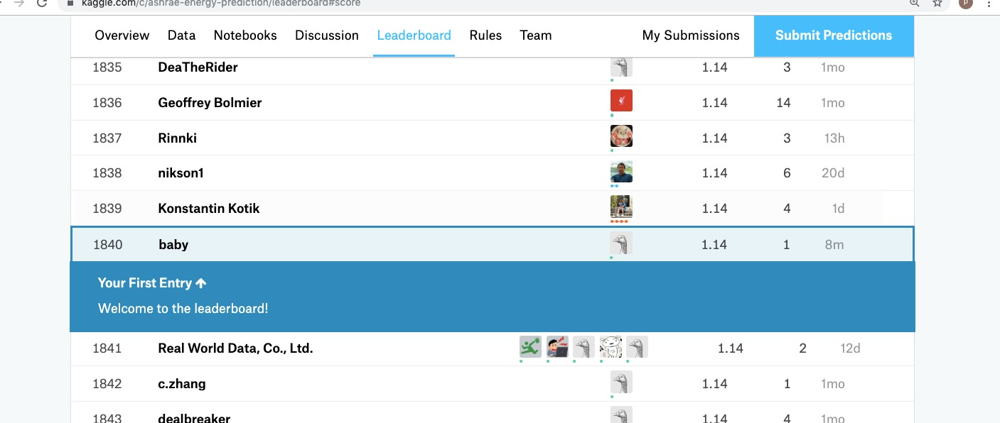 kaggle.com/c/ashrae-energy-prediction/leaderboard#score
P
Overview Data Notebooks Discussion Leaderboard Rules Team My Submissions Submit Predictions
1835 DeaTheRider 1.14 3 1mo
1836 Geoffrey Bolmier 1.14 14 1mo
1837 Rinnki 1.14 3 13h
1838 nikson1 1.14 6 20d
1839 Konstantin Kotik 1.14 4 1d
1840 baby 1.14 1 8m
Your First Entry
Welcome to the leaderboard!
1841 Real World Data, Co., Ltd. 1.14 2 12d
1842 c.zhang 1.14 1 1mo
1843 dealbreaker 1.14 4 1mo